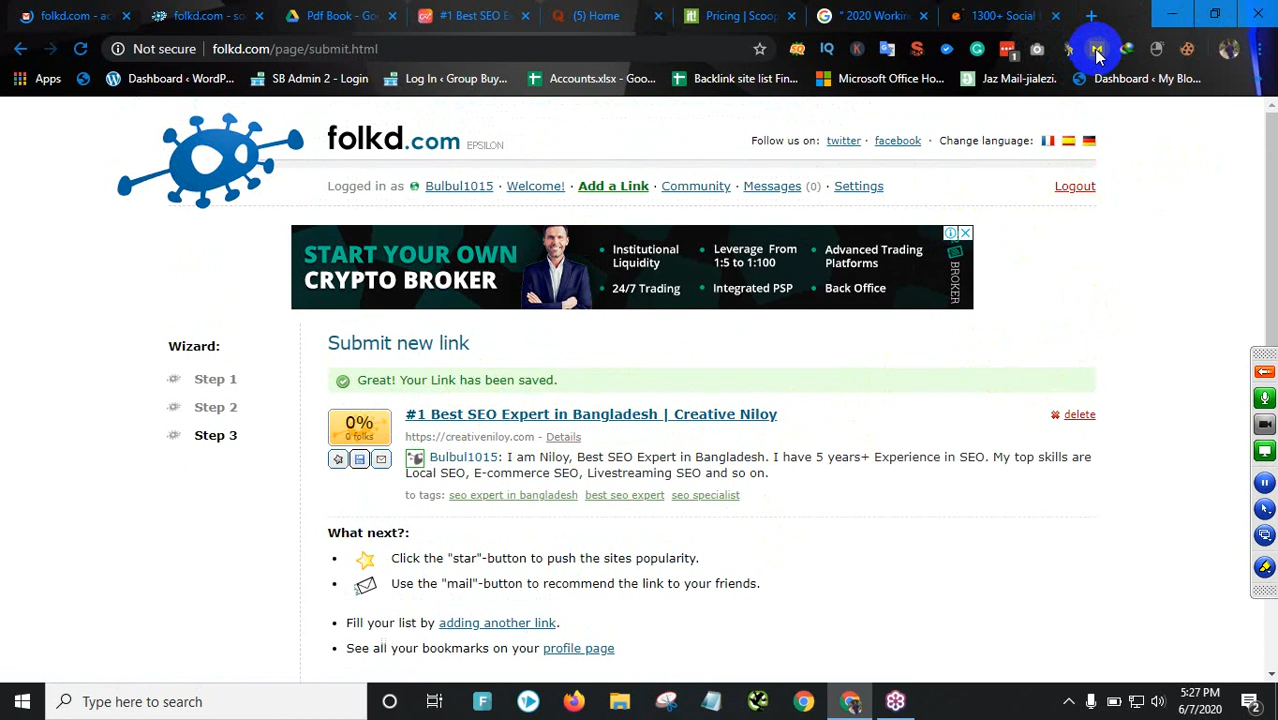 folkd.com - ac
folkd.com - so
Pdf Book - Goo
#1 Best SEO Ex
(5) Home
Pricing | Scoop
" 2020 Working
1300+ Social
Not secure | folkd.com/page/submit.html
Apps
Dashboard ‹ WordP...
SB Admin 2 - Login
Log In ‹ Group Buy...
Accounts.xlsx - Goo...
Backlink site list Fin...
Microsoft Office Ho...
Jaz Mail-jialezi.
Dashboard ‹ My Blo...
folkd.com EPSILON
Follow us on: twitter · facebook · Change language:
Logged in as Bulbul1015 · Welcome! · Add a Link · Community · Messages (0) · Settings
Logout
START YOUR OWN
CRYPTO BROKER
• Institutional Liquidity
• 24/7 Trading
• Leverage From 1:5 to 1:100
• Integrated PSP
• Advanced Trading Platforms
• Back Office
BROKER
Wizard:
Step 1
Step 2
Step 3
Submit new link
Great! Your Link has been saved.
0%
0 folks
#1 Best SEO Expert in Bangladesh | Creative Niloy
delete
https://creativeniloy.com - Details
Bulbul1015: I am Niloy, Best SEO Expert in Bangladesh. I have 5 years+ Experience in SEO. My top skills are
Local SEO, E-commerce SEO, Livestreaming SEO and so on.
to tags: seo expert in bangladesh best seo expert seo specialist
What next?:
• Click the "star"-button to push the sites popularity.
• Use the "mail"-button to recommend the link to your friends.
• Fill your list by adding another link.
• See all your bookmarks on your profile page
Type here to search
5:27 PM
6/7/2020